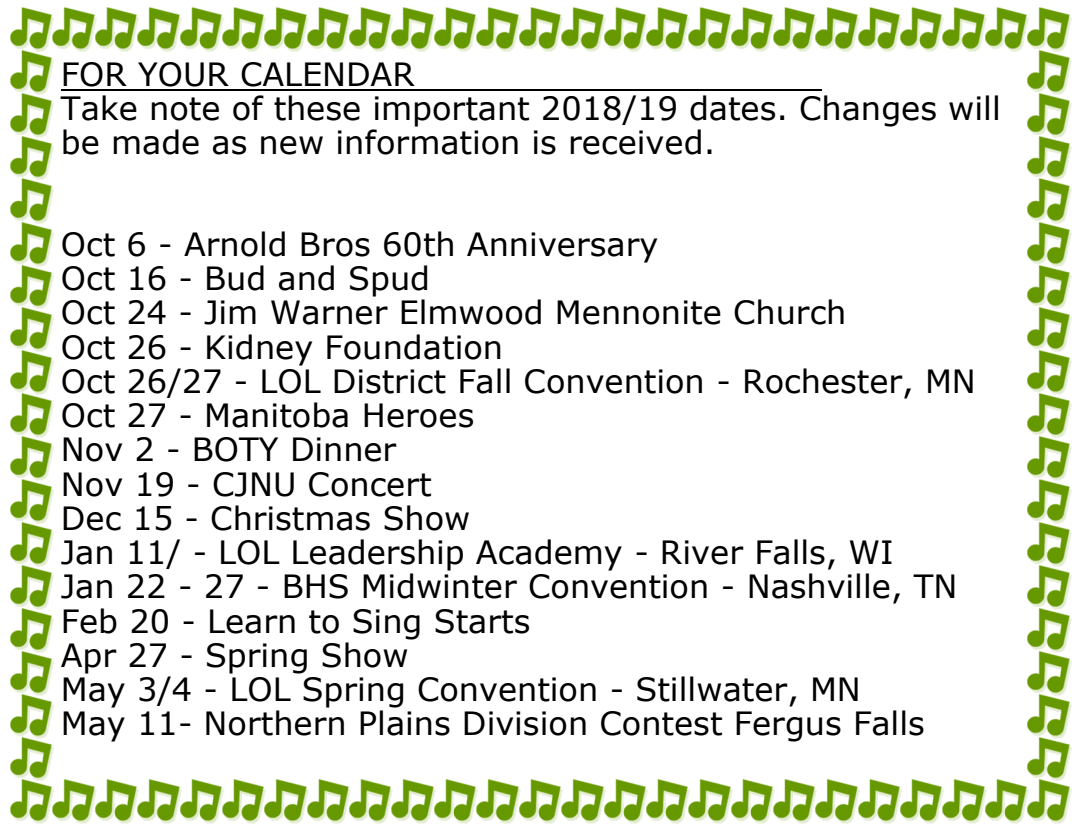 FOR YOUR CALENDAR
Take note of these important 2018/19 dates. Changes will
be made as new information is received.
Oct 6 - Arnold Bros 60th Anniversary
Oct 16 - Bud and Spud
Oct 24 - Jim Warner Elmwood Mennonite Church
Oct 26 - Kidney Foundation
Oct 26/27 - LOL District Fall Convention - Rochester, MN
Oct 27 - Manitoba Heroes
Nov 2 - BOTY Dinner
Nov 19 - CJNU Concert
Dec 15 - Christmas Show
Jan 11/ - LOL Leadership Academy - River Falls, WI
Jan 22 - 27 - BHS Midwinter Convention - Nashville, TN
Feb 20 - Learn to Sing Starts
Apr 27 - Spring Show
May 3/4 - LOL Spring Convention - Stillwater, MN
May 11- Northern Plains Division Contest Fergus Falls